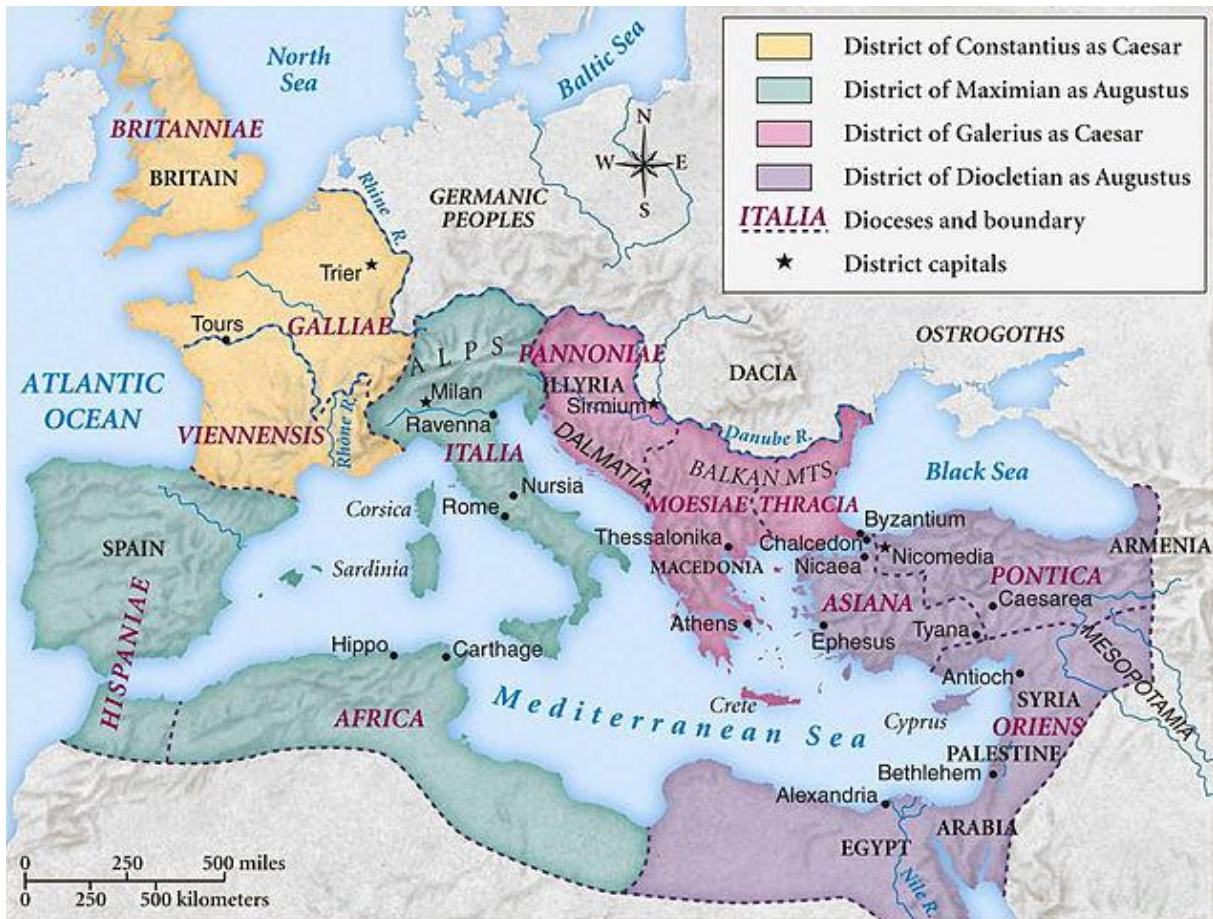 District of Constantius as Caesar
District of Maximian as Augustus
District of Galerius as Caesar
District of Diocletian as Augustus
ITALIA Dioceses and boundary
District capitals
North
Sea
Baltic Sea
N
W E
S
BRITANNIAE
BRITAIN
GERMANIC
PEOPLES
Rhine R.
Trier
Tours
GALLIAE
ATLANTIC
OCEAN
VIENNENSIS
Rhône R.
ALPS
Milan
Ravenna
ITALIA
PANNONIAE
ILLYRIA
Sirmium
DACIA
OSTROGOTHS
Danube R.
DALMATIA
BALKAN MTS.
MOESIAE
THRACIA
Black Sea
Corsica
Nursia
Rome
Sardinia
SPAIN
HISPANIAE
Thessalonika
MACEDONIA
Byzantium
Chalcedon
Nicomedia
Nicaea
ARMENIA
PONTICA
Caesarea
ASIANA
Athens
Ephesus
Tyana
MESOPOTAMIA
Antioch
SYRIA
Hippo
Carthage
AFRICA
Mediterranean Sea
Crete
Cyprus
ORIENS
PALESTINE
Bethlehem
Alexandria
EGYPT
ARABIA
Nile R.
0 250 500 miles
0 250 500 kilometers